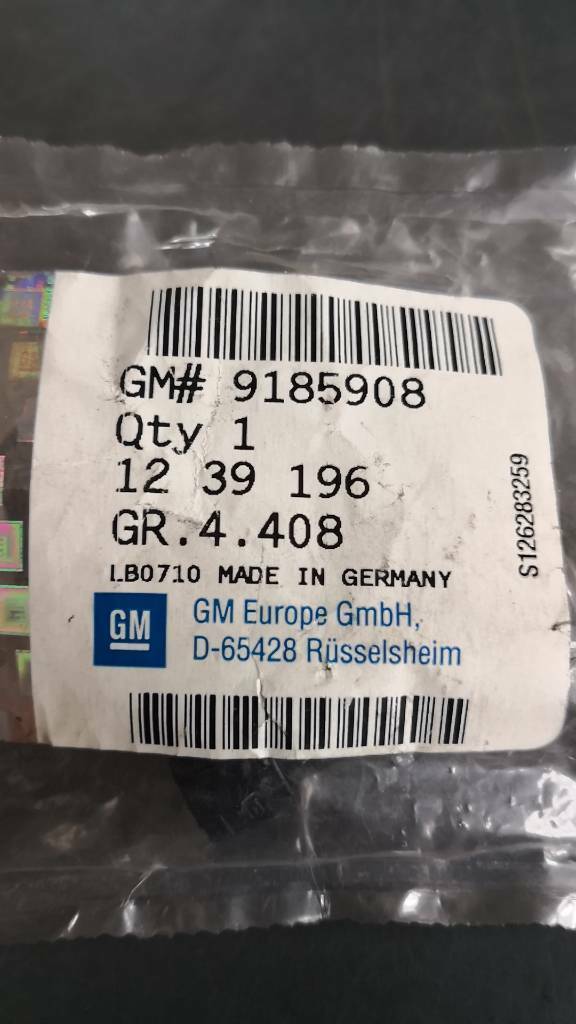 GM# 9185908
Qty 1
12 39 196
GR.4.408
LB0710 MADE IN GERMANY
GM
GM Europe GmbH,
D-65428 Rüsselsheim
S126283259